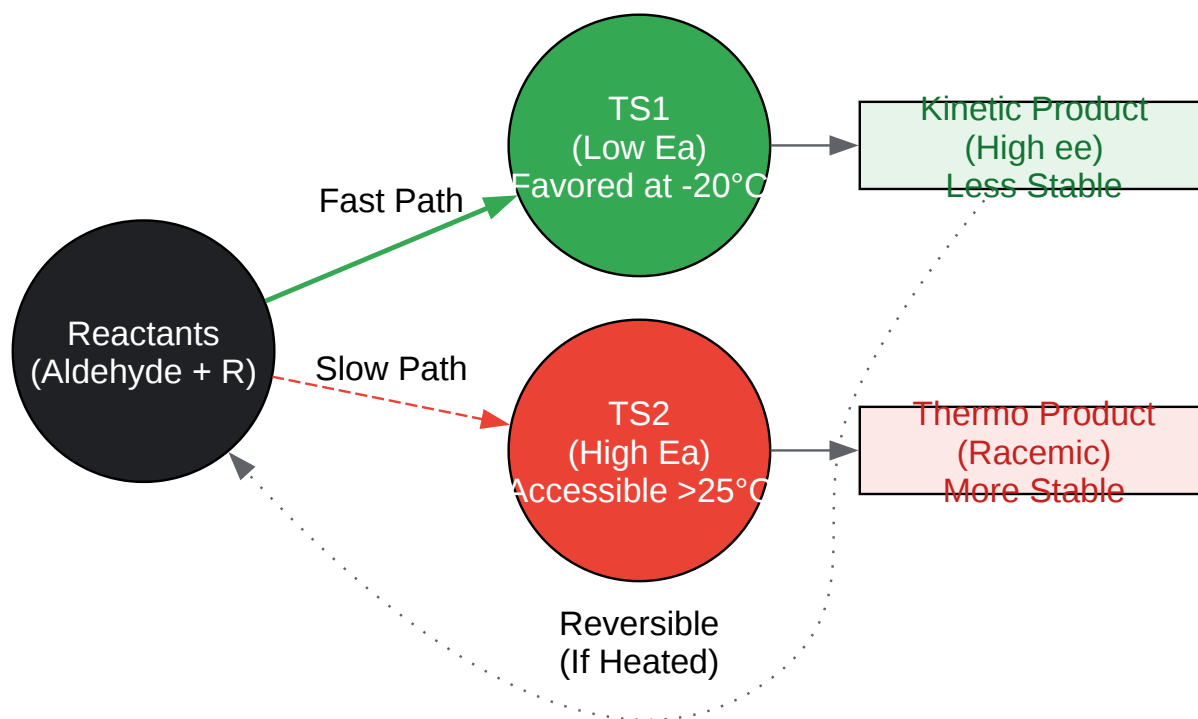 TS1
(Low Ea)
Favored at -20°C
Kinetic Product
(High ee)
Less Stable
Fast Path
Reactants
(Aldehyde + R)
Slow Path
TS2
(High Ea)
Accessible >25°C
Thermo Product
(Racemic)
More Stable
Reversible
(If Heated)